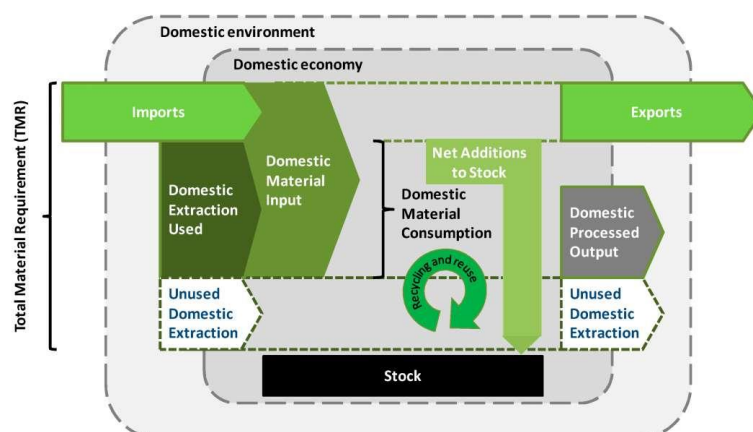 Domestic environment
Domestic economy
Total Material Requirement (TMR)
Imports
Exports
Domestic
Extraction
Used
Domestic
Material
Input
Net Additions
to Stock
Domestic
Material
Consumption
Domestic
Processed
Output
Recycling and reuse
Unused
Domestic
Extraction
Unused
Domestic
Extraction
Stock